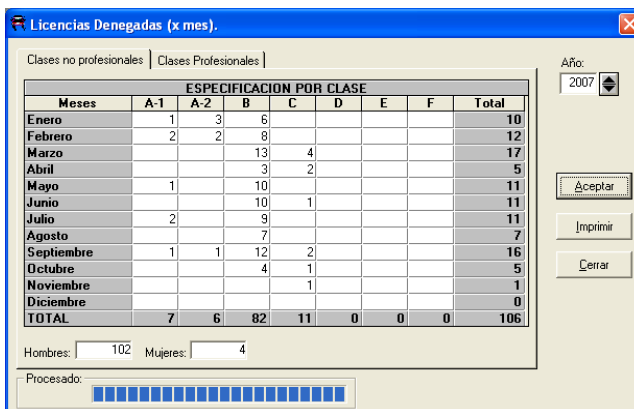 Licencias Denegadas (x mes).
Clases no profesionales Clases Profesionales
Año:
2007
ESPECIFICACION POR CLASE
Meses A-1 A-2 B C D E F Total
Enero 1 3 6 10
Febrero 2 2 8 12
Marzo 13 4 17
Abril 3 2 5
Mayo 1 10 11
Junio 10 1 11
Julio 2 9 11
Agosto 7 7
Septiembre 1 1 12 2 16
Octubre 4 1 5
Noviembre 1 1
Diciembre 0
TOTAL 7 6 82 11 0 0 0 106
Aceptar
Imprimir
Cerrar
Hombres: 102 Mujeres: 4
Procesado: